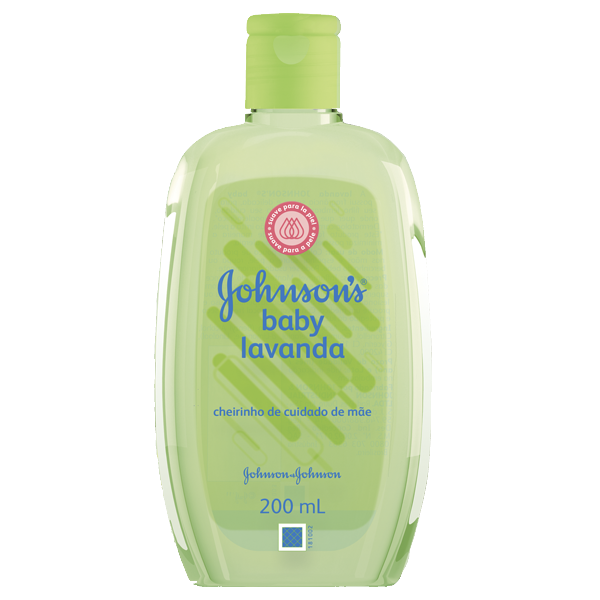 suave para la piel
suave para a pele
Johnson's®
baby
lavanda
cheirinho de cuidado de mãe
Johnson & Johnson
200 mL
181002